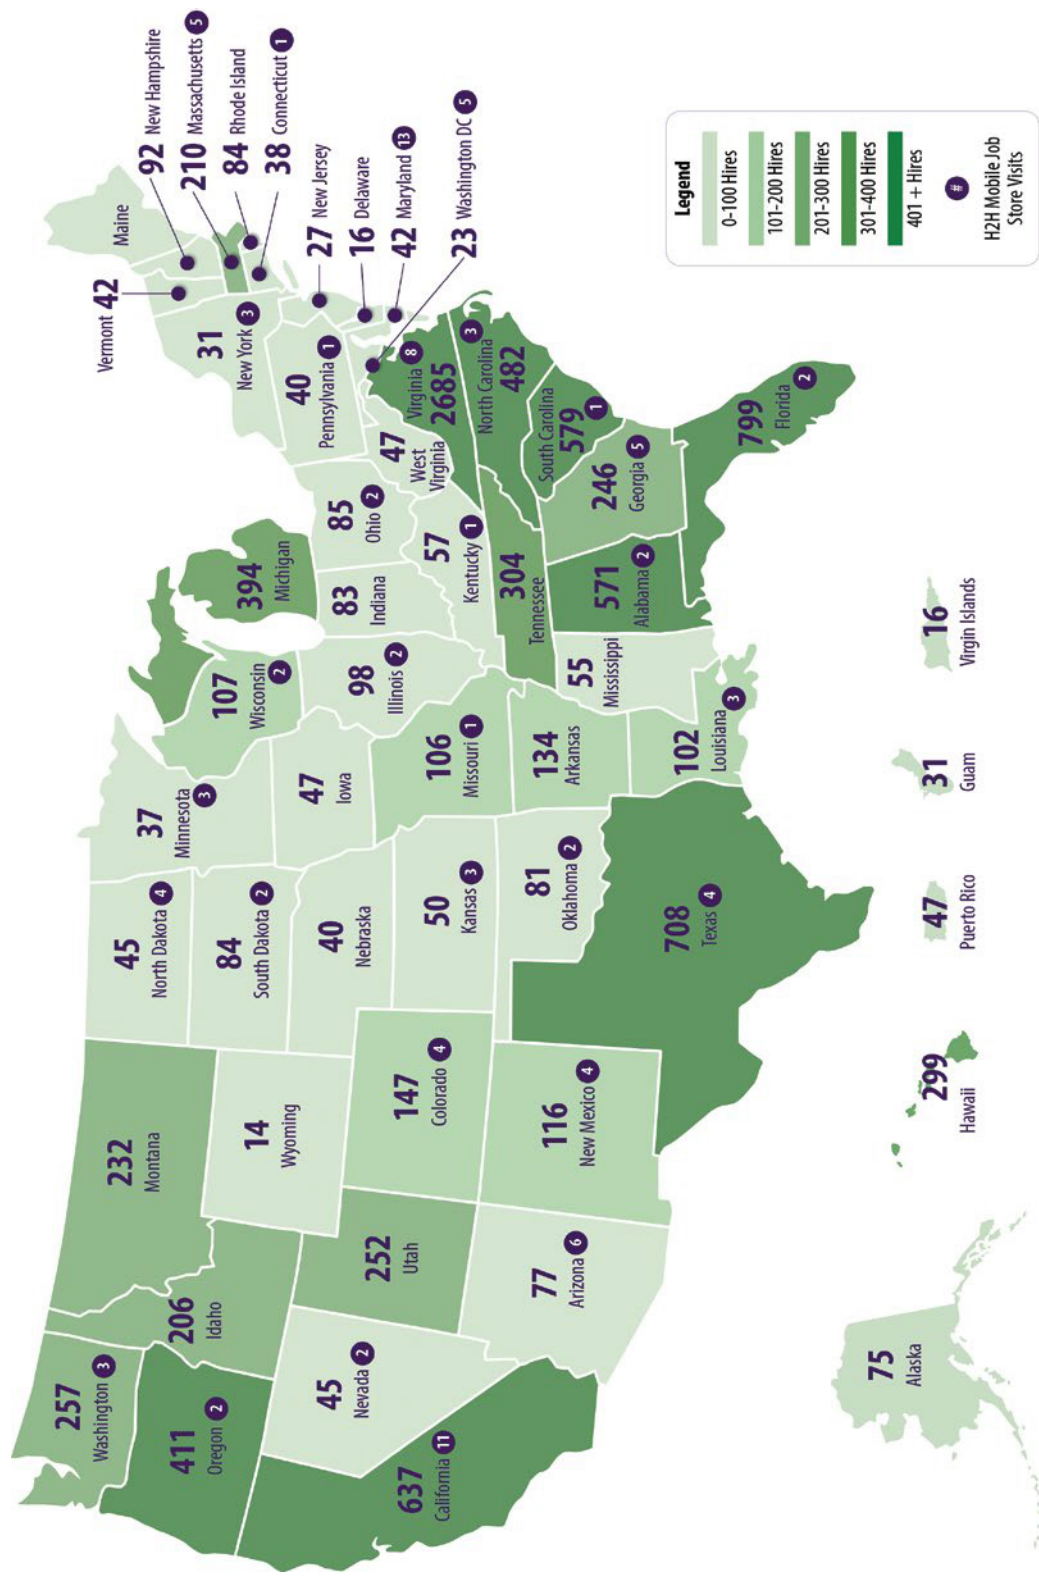 257
Washington 3
411
Oregon 2
637
California 11
45
Nevada 2
206
Idaho
232
Montana
14
Wyoming
252
Utah
77
Arizona 6
147
Colorado 4
116
New Mexico 4
45
North Dakota 4
84
South Dakota 2
40
Nebraska
50
Kansas 3
81
Oklahoma 2
708
Texas 4
37
Minnesota
3
47
Iowa
106
Missouri 1
134
Arkansas
102
Louisiana
3
107
Wisconsin
2
98
Illinois 2
394
Michigan
83
Indiana
85
Ohio 2
57
Kentucky 1
304
Tennessee
55
Mississippi
571
Alabama 2
246
Georgia 5
799
Florida 2
South Carolina
579 1
North Carolina 3
482
Virginia 8
2685
47
West
Virginia
40
Pennsylvania 1
31
New York 3
Vermont 42
Maine
92 New Hampshire
210 Massachusetts 5
84 Rhode Island
38 Connecticut 1
27 New Jersey
16 Delaware
42 Maryland 13
23 Washington DC 5
75
Alaska
299
Hawaii
47
Puerto Rico
31
Guam
16
Virgin Islands
Legend
0-100 Hires
101-200 Hires
201-300 Hires
301-400 Hires
401 + Hires
#
H2H Mobile Job
Store Visits